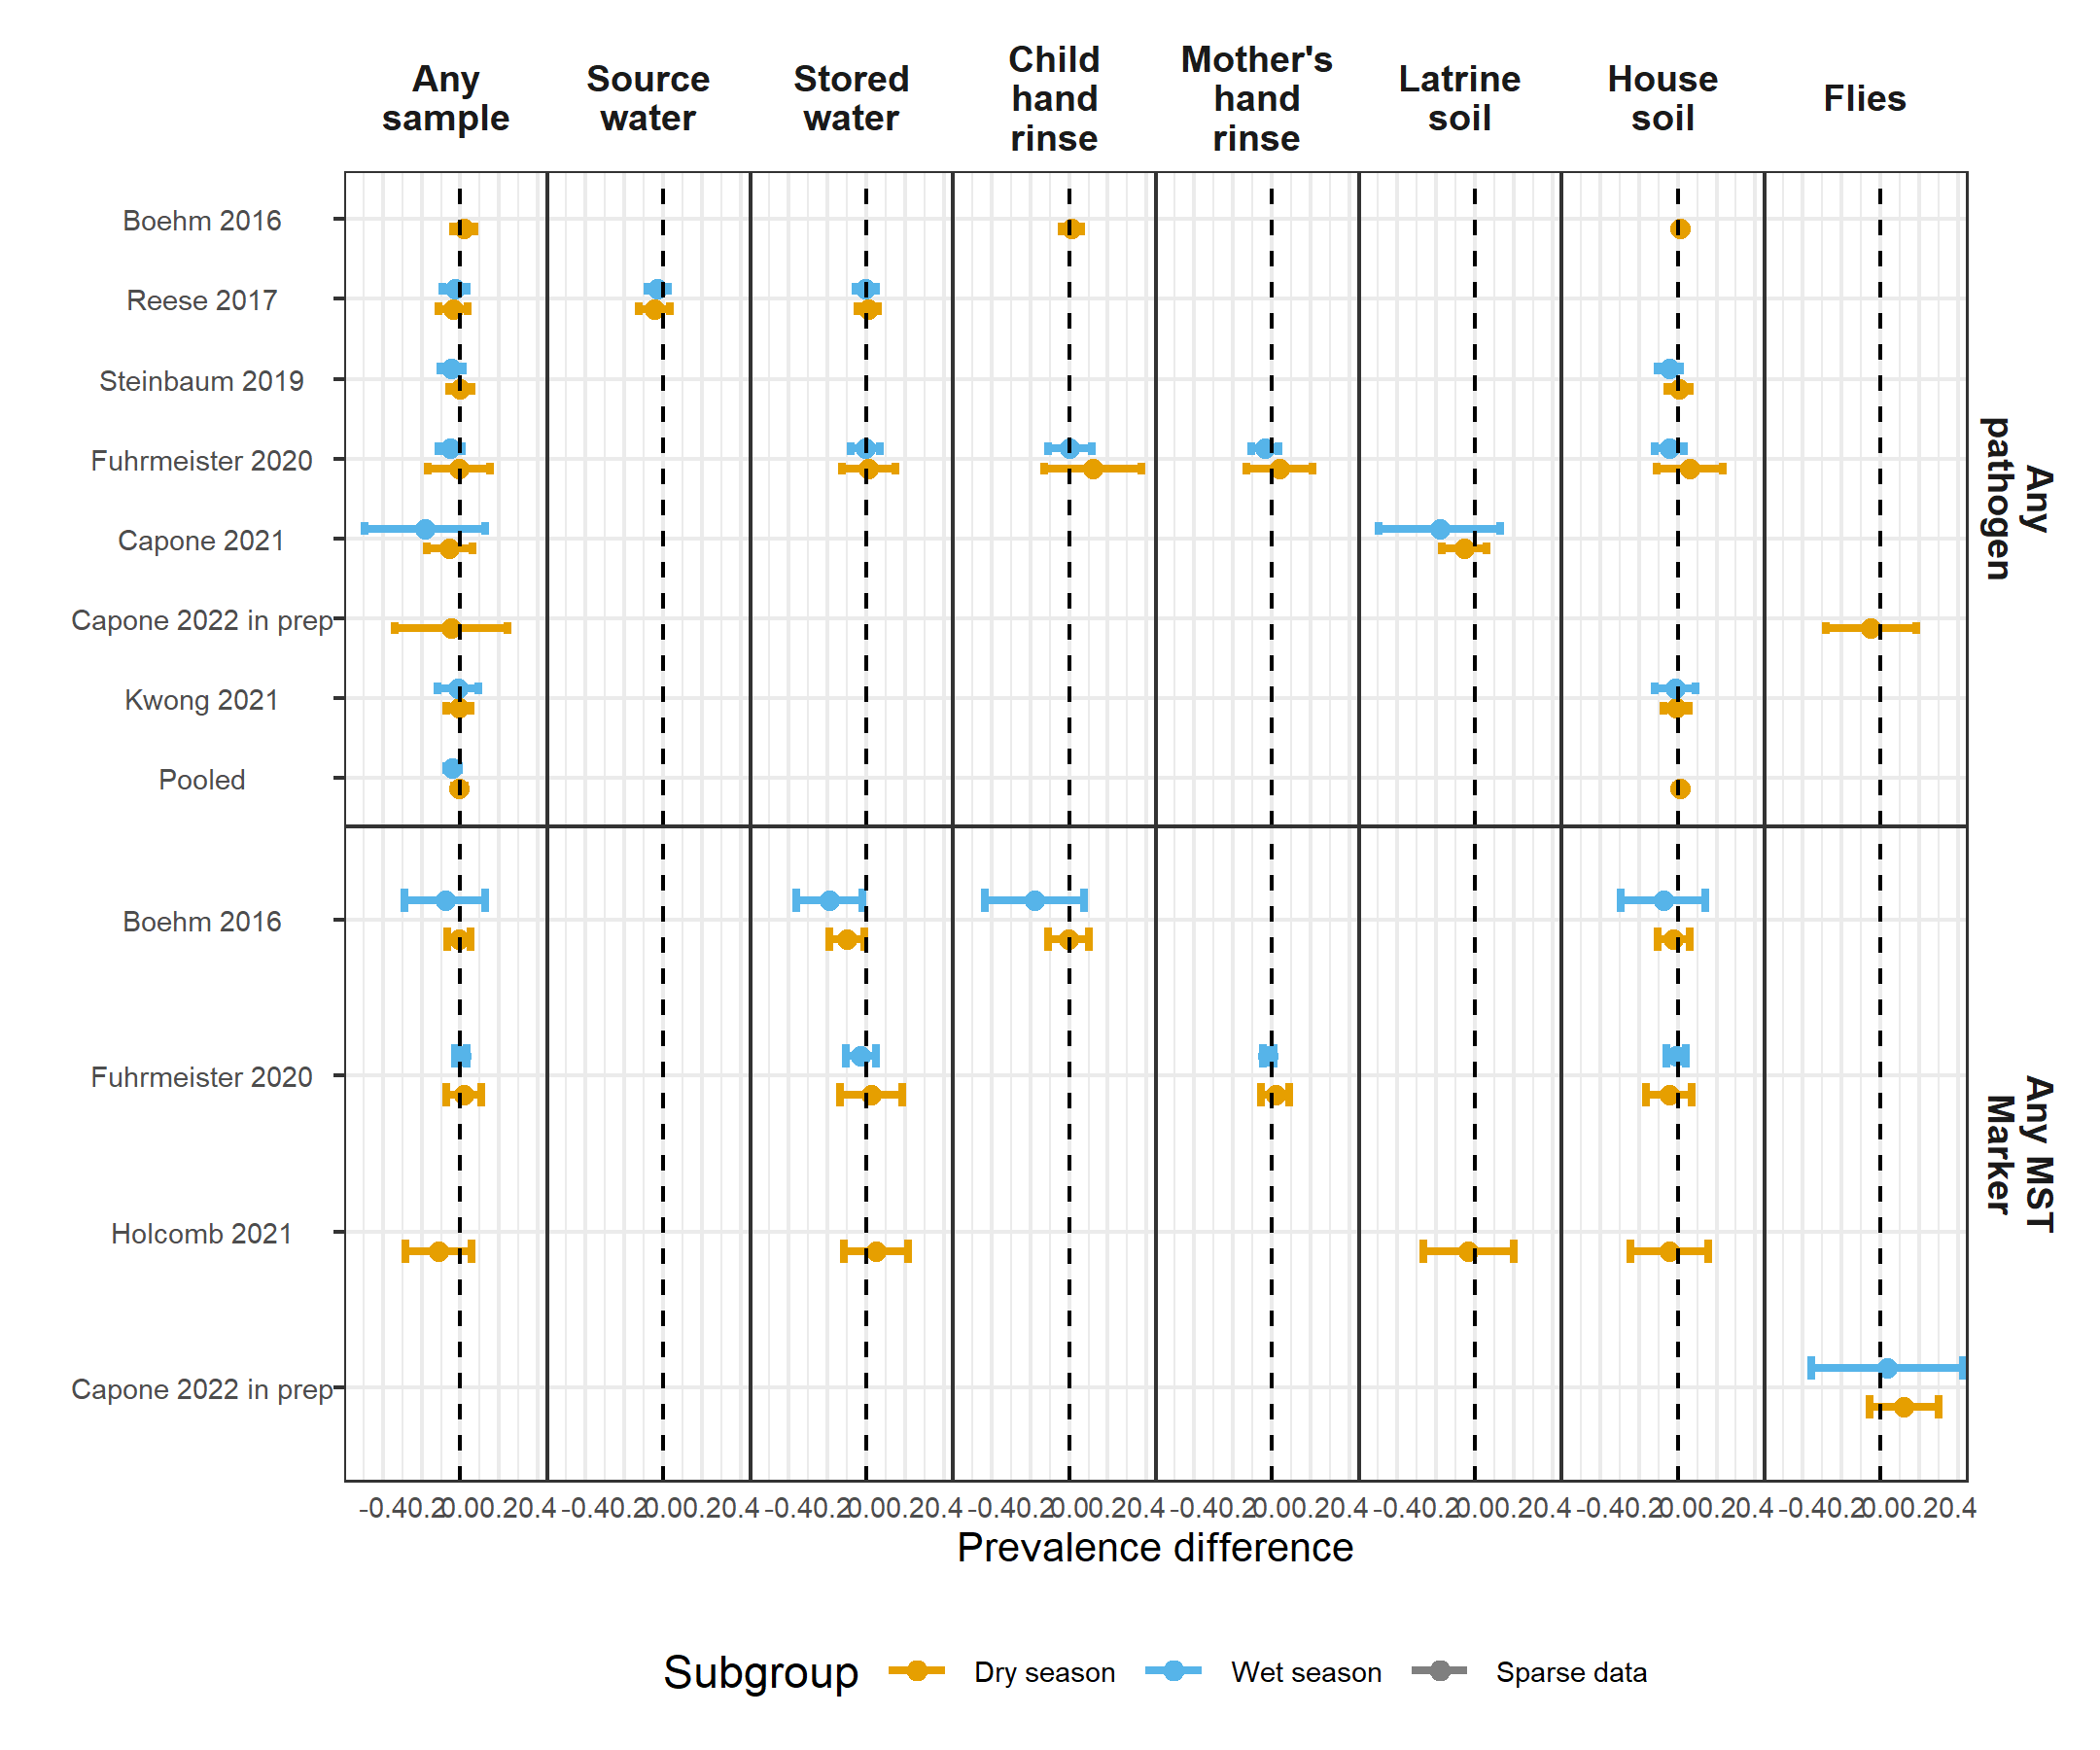 Any
sample
Source
water
Stored
water
Child
hand
rinse
Mother's
hand
rinse
Latrine
soil
House
soil
Flies
Boehm 2016
Reese 2017
Steinbaum 2019
Fuhrmeister 2020
Capone 2021
Capone 2022 in prep
Kwong 2021
Pooled
Any
pathogen
Boehm 2016
Fuhrmeister 2020
Holcomb 2021
Capone 2022 in prep
Any MST
Marker
-0.4 -0.2 0.0 0.2 0.4 -0.4 -0.2 0.0 0.2 0.4 -0.4 -0.2 0.0 0.2 0.4 -0.4 -0.2 0.0 0.2 0.4 -0.4 -0.2 0.0 0.2 0.4 -0.4 -0.2 0.0 0.2 0.4 -0.4 -0.2 0.0 0.2 0.4 -0.4 -0.2 0.0 0.2 0.4
Prevalence difference
Subgroup Dry season Wet season Sparse data